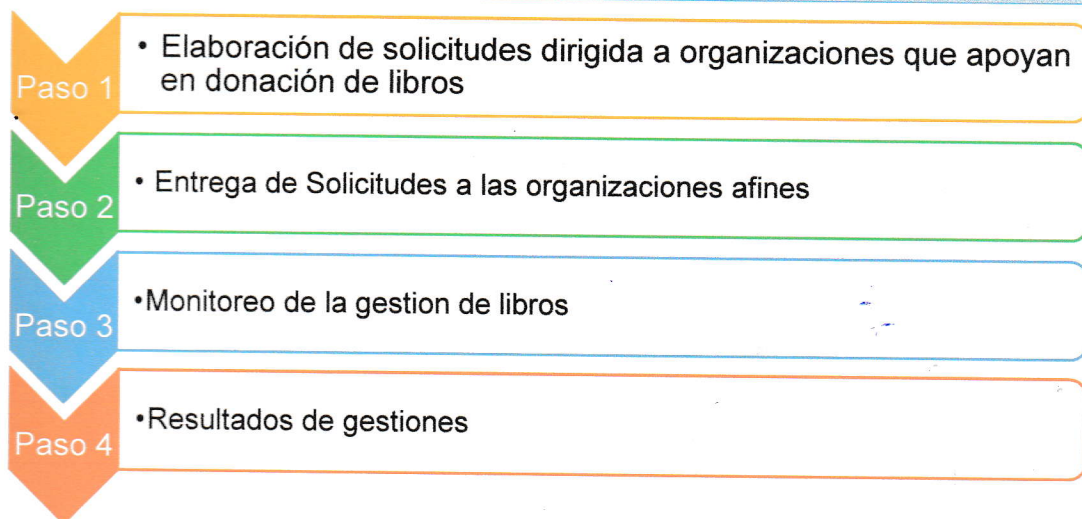 Paso 1
• Elaboración de solicitudes dirigida a organizaciones que apoyan
en donación de libros
Paso 2
• Entrega de Solicitudes a las organizaciones afines
Paso 3
•Monitoreo de la gestion de libros
Paso 4
•Resultados de gestiones